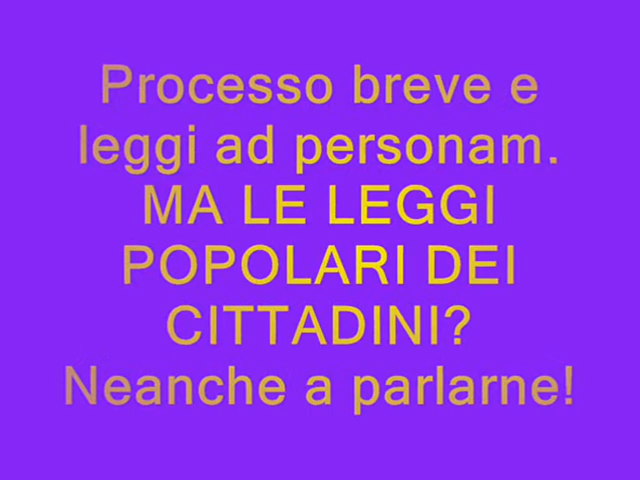 Processo breve e
leggi ad personam.
MA LE LEGGI
POPOLARI DEI
CITTADINI?
Neanche a parlarne!